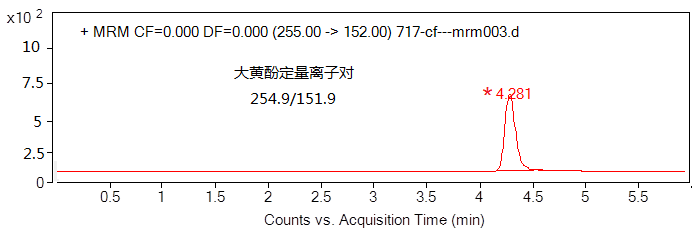 x10 2
+ MRM CF=0.000 DF=0.000 (255.00 -> 152.00) 717-cf---mrm003.d
10
大黄酚定量离子对
7.5
254.9/151.9
* 4.281
5
2.5
0
0.5 1 1.5 2 2.5 3 3.5 4 4.5 5 5.5
Counts vs. Acquisition Time (min)